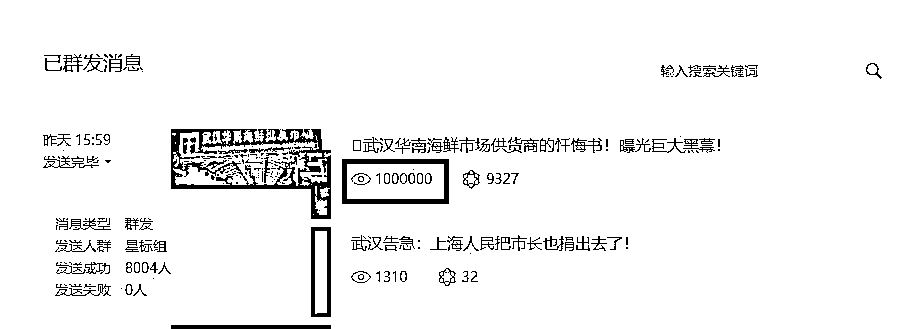 已群发消息
输入搜索关键词
昨天 15:59
发送完毕
武汉华南海鲜市场供货商的忏悔书！曝光巨大黑幕！
1000000 9327
消息类型 群发
发送人群 星标组
发送成功 8004人
发送失败 0人
武汉告急：上海人民把市长也捐出去了！
1310 32